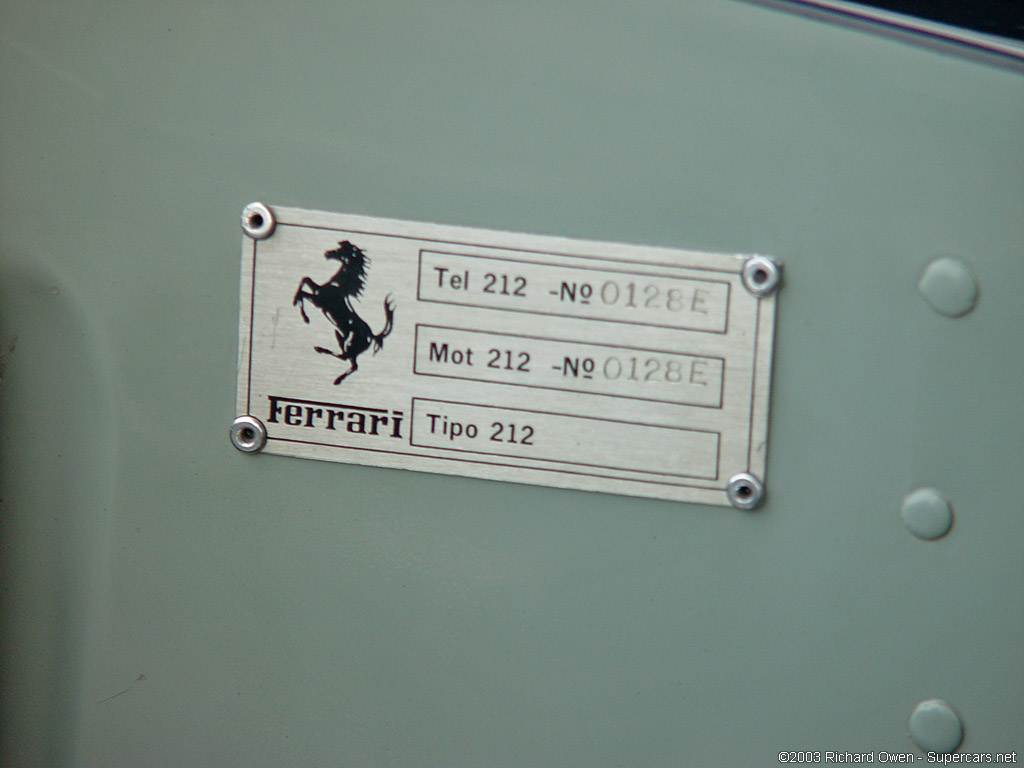 Tel 212 -Nº 0128E
Mot 212 -Nº 0128E
Ferrari Tipo 212
©2003 Richard Owen - Supercars.net